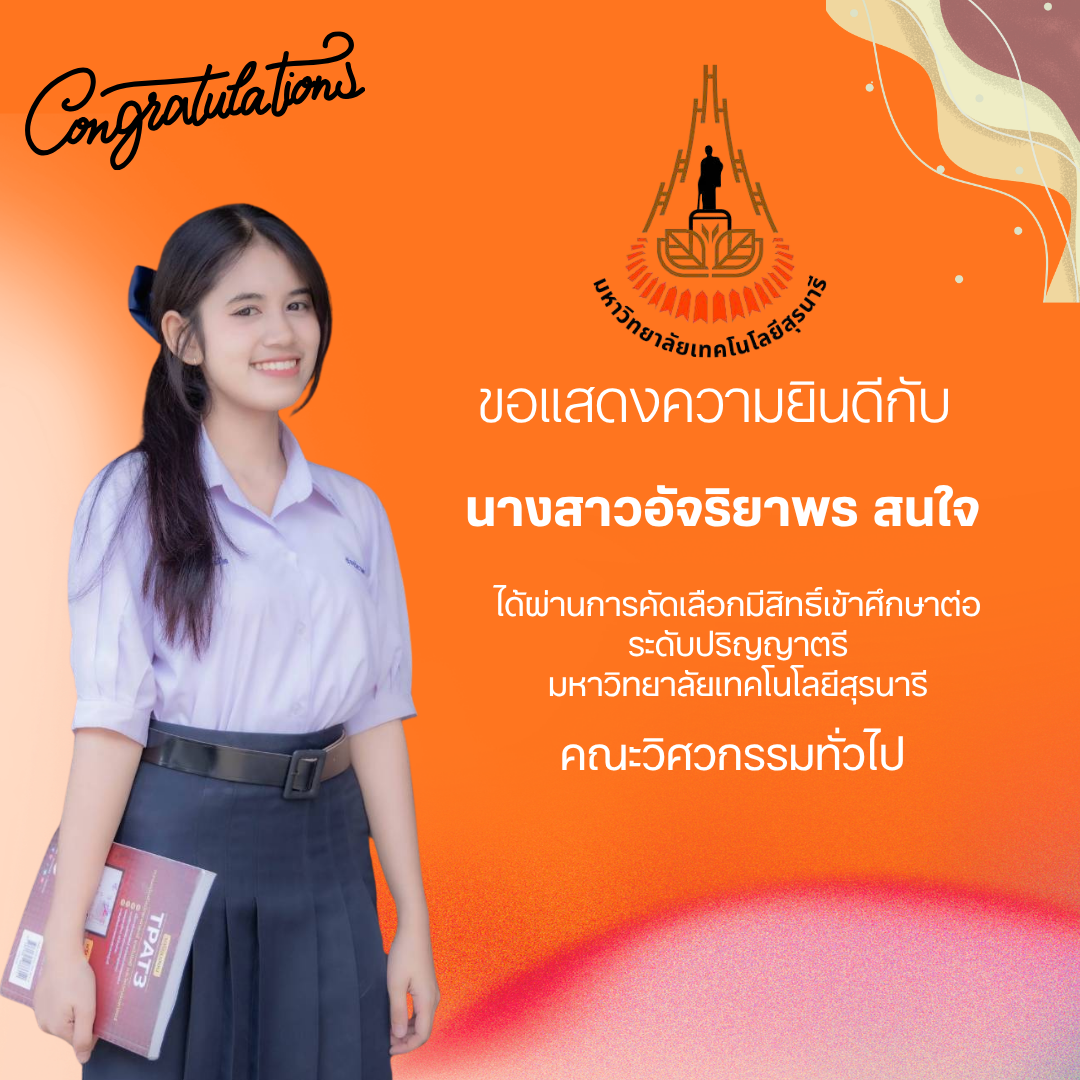 Congratulations
มหาวิทยาลัยเทคโนโลยีสุรนารี
ขอแสดงความยินดีกับ
นางสาวอัจริยาพร สนใจ
ได้ผ่านการคัดเลือกมีสิทธิ์เข้าศึกษาต่อ
ระดับปริญญาตรี
มหาวิทยาลัยเทคโนโลยีสุรนารี
คณะวิศวกรรมทั่วไป
TPAT3